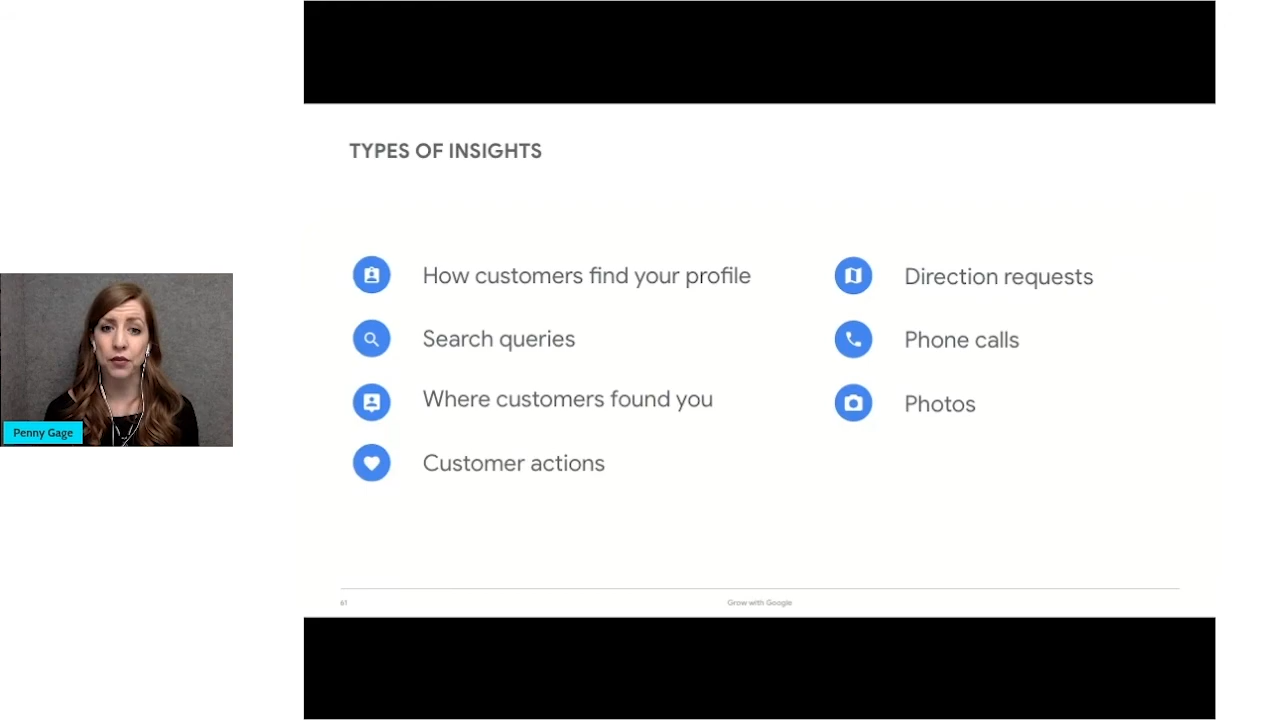 TYPES OF INSIGHTS
How customers find your profile
Search queries
Where customers found you
Customer actions
Direction requests
Phone calls
Photos
Penny Gage
61
Grow with Google